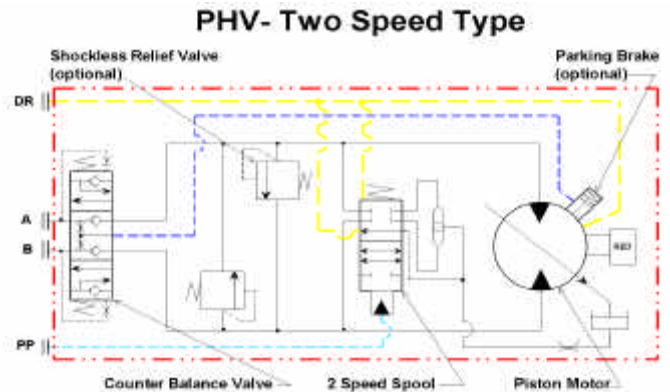 PHV- Two Speed Type
Shockless Relief Valve
(optional)
Parking Brake
(optional)
DR
A
B
RED
PP
Counter Balance Valve
2 Speed Spool
Piston Motor